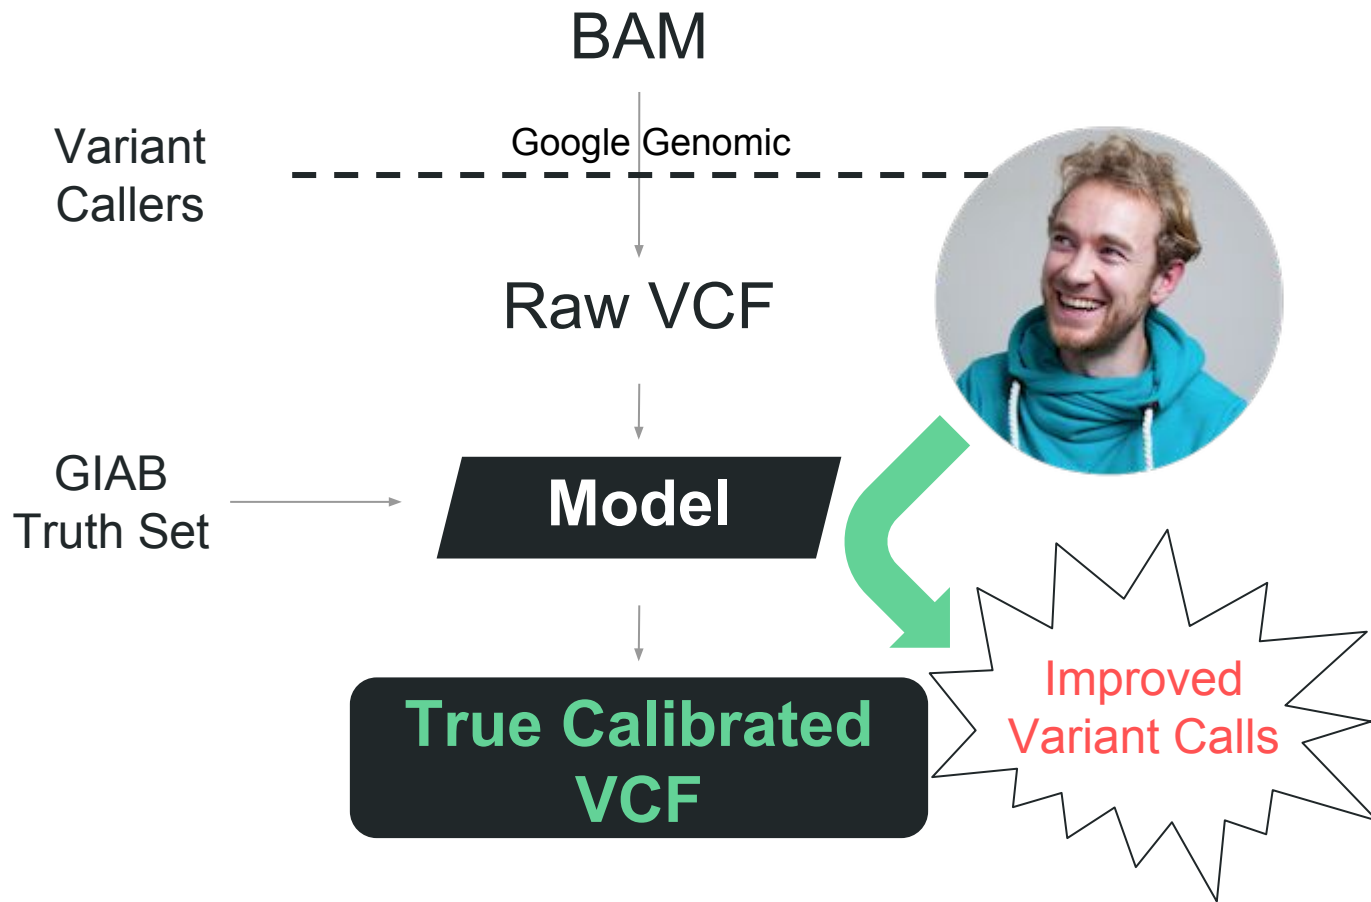 BAM
Google Genomic
Variant
Callers
Raw VCF
GIAB
Truth Set
Model
Improved
Variant Calls
True Calibrated
VCF